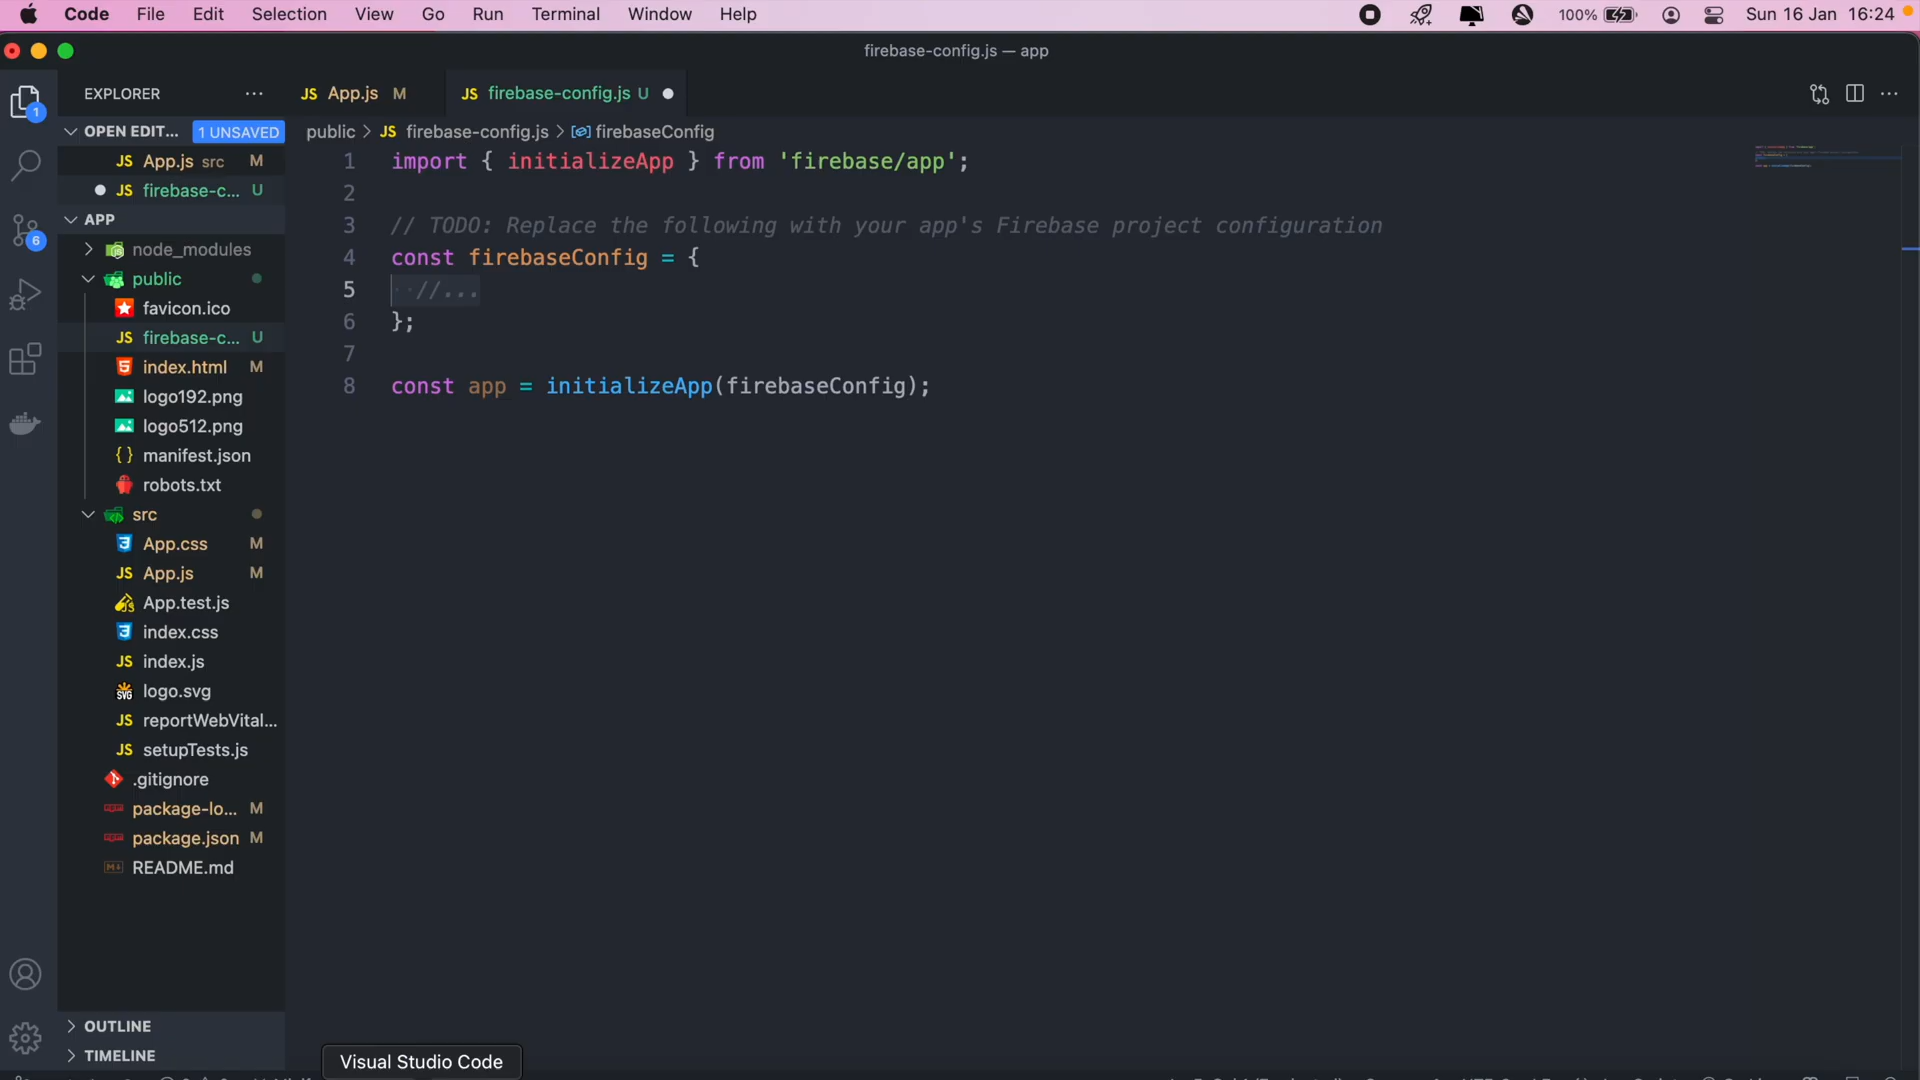 Code File Edit Selection View Go Run Terminal Window Help 100% Sun 16 Jan 16:24
firebase-config.js — app
EXPLORER ··· JS App.js M JS firebase-config.js U
OPEN EDIT... 1 UNSAVED
public > JS firebase-config.js > firebaseConfig
JS App.js src M
JS firebase-c... U
APP
node_modules
public
favicon.ico
JS firebase-c... U
index.html M
logo192.png
logo512.png
{ } manifest.json
robots.txt
src
App.css M
JS App.js M
App.test.js
index.css
JS index.js
SVG logo.svg
JS reportWebVital...
JS setupTests.js
.gitignore
package-lo... M
package.json M
README.md
OUTLINE
TIMELINE
1
6
1 import { initializeApp } from 'firebase/app';
2
3 // TODO: Replace the following with your app's Firebase project configuration
4 const firebaseConfig = {
5 //...
6 };
7
8 const app = initializeApp(firebaseConfig);
Visual Studio Code